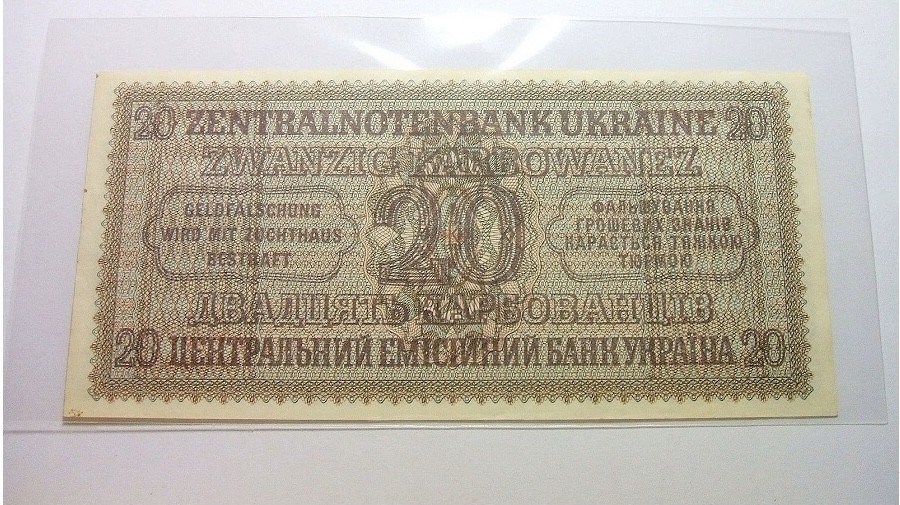 20 ZENTRALNOTENBANK UKRAINE 20
ZWANZIG KARBOWANEZ
GELDFÄLSCHUNG
WIRD MIT ZUCHTHAUS
BESTRAFT
20
ФАЛЬШУВАННЯ
ГРОШЕВИХ ЗНАКІВ
КАРАЄТЬСЯ ТЯЖКОЮ
ТЮРМОЮ
ДВАДЦЯТЬ КАРБОВАНЦІВ
20 ЦЕНТРАЛЬНИЙ ЕМІСІЙНИЙ БАНК УКРАЇНА 20